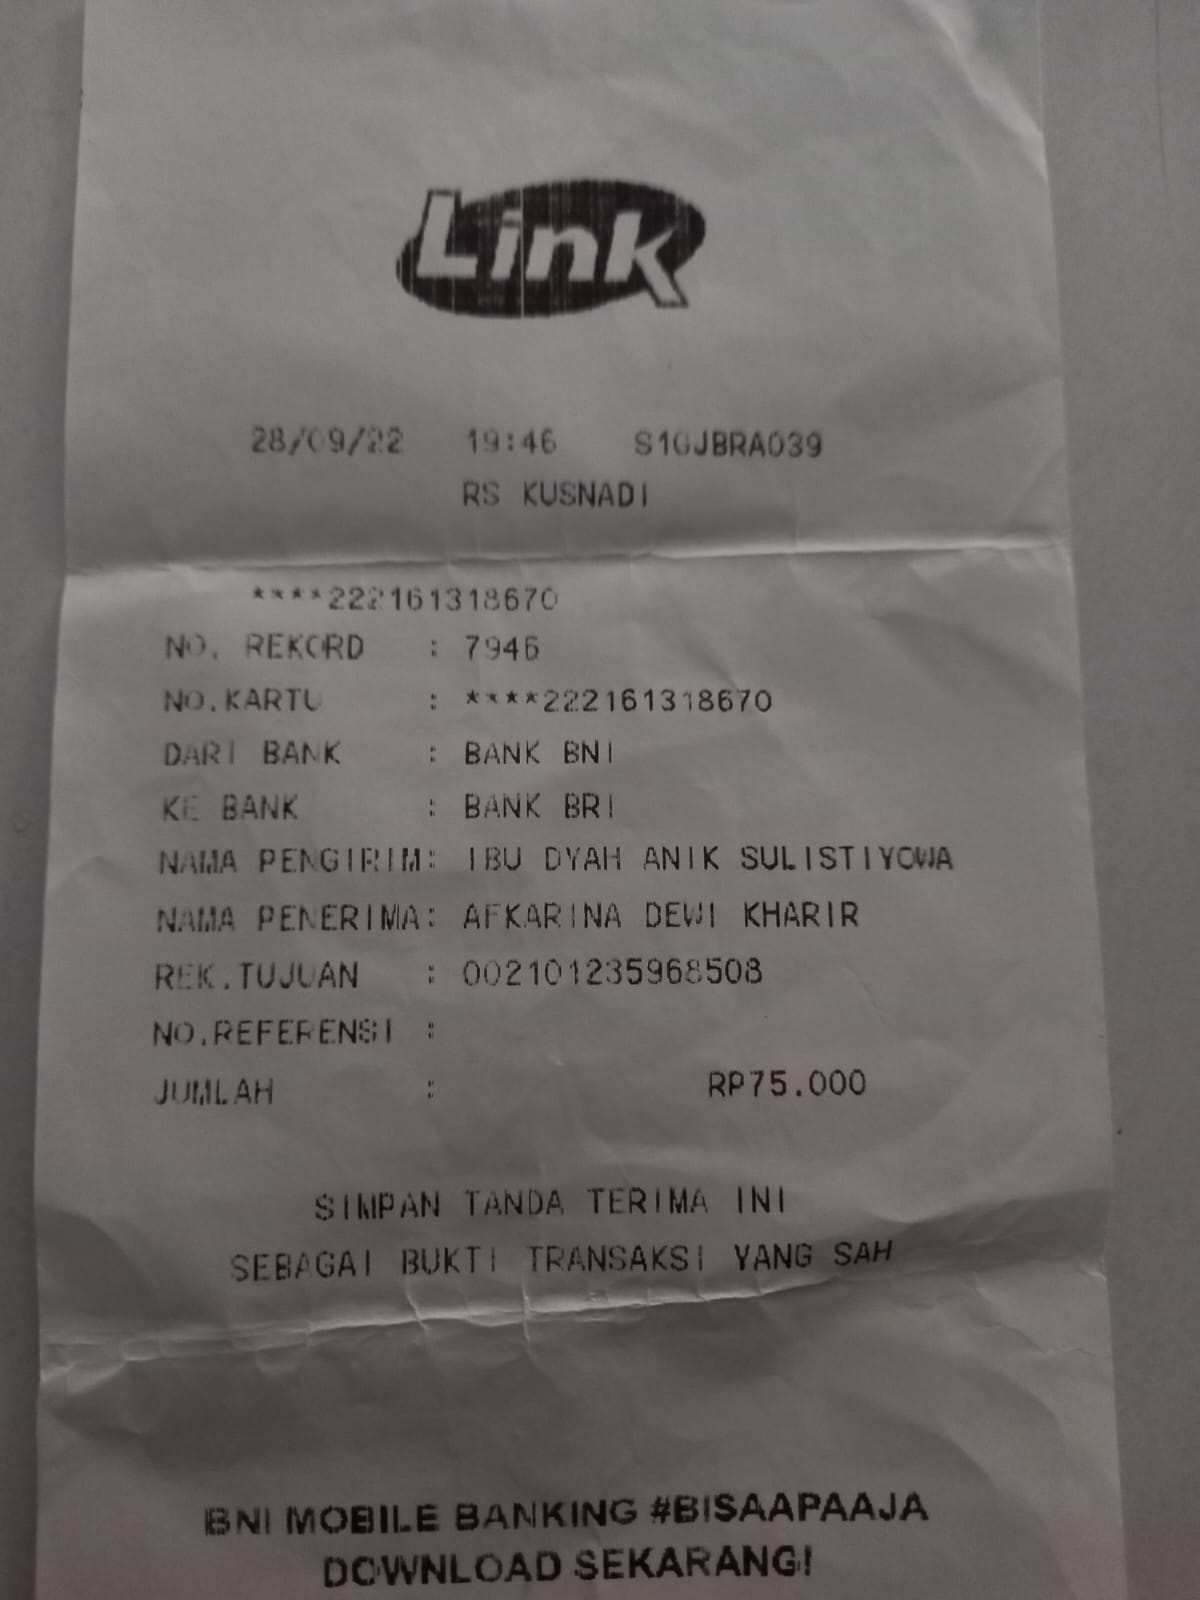 Link
28/09/22 19:46 S1GJBRA039
RS KUSNADI
****222161318670
NO. REKORD : 7946
NO.KARTU : ****222161318670
DARI BANK : BANK BNI
KE BANK : BANK BRI
NAMA PENGIRIM: IBU DYAH ANIK SULISTIYOWA
NAMA PENERIMA: AFKARINA DEWI KHARIR
REK.TUJUAN : 002101235968508
NO.REFERENSI :
JUMLAH : RP75.000
SIMPAN TANDA TERIMA INI
SEBAGAI BUKTI TRANSAKSI YANG SAH
BNI MOBILE BANKING #BISAAPAAJA
DOWNLOAD SEKARANG!